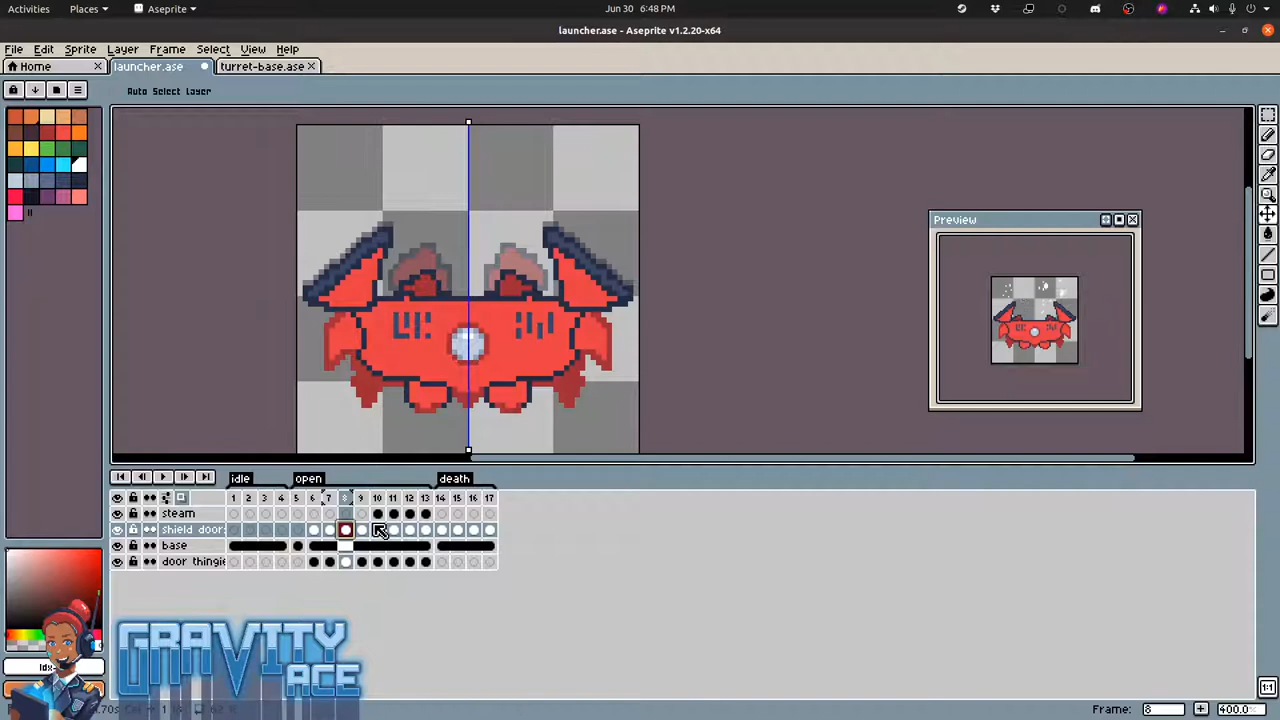 Activities Places Aseprite Jun 30 6:48 PM
launcher.ase - Aseprite v1.2.20-x64
File Edit Sprite Layer Frame Select View Help
Home launcher.ase turret-base.ase
Auto Select Layer
Preview
idle open death
1 2 3 4 5 6 7 8 9 10 11 12 13 14 15 16 17
steam
shield door
base
door thingie
GRAVITY
ACE
Idx-
Frame: 8 400.0
1:1